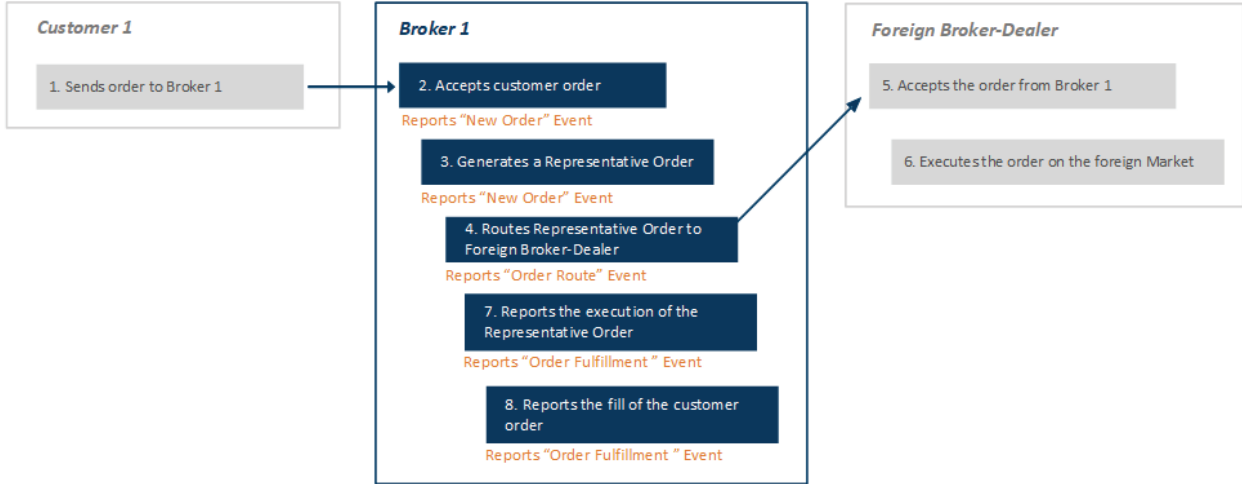 Customer 1
1. Sends order to Broker 1
Broker 1
2. Accepts customer order
Reports “New Order” Event
3. Generates a Representative Order
Reports “New Order” Event
4. Routes Representative Order to
Foreign Broker-Dealer
Reports “Order Route” Event
7. Reports the execution of the
Representative Order
Reports “Order Fulfillment ” Event
8. Reports the fill of the customer
order
Reports “Order Fulfillment ” Event
Foreign Broker-Dealer
5. Accepts the order from Broker 1
6. Executes the order on the foreign Market